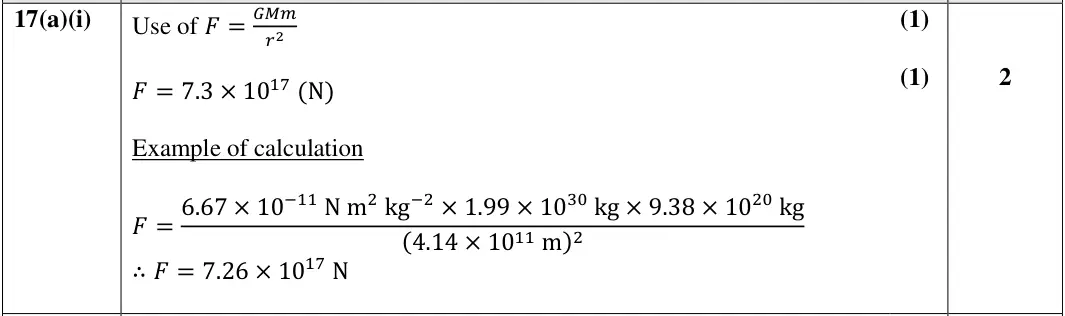 17(a)(i) Use of 𝐹 = 𝐺𝑀𝑚/𝑟² (1)
𝐹 = 7.3 × 10¹⁷ (N) (1) 2
Example of calculation
𝐹 = 6.67 × 10⁻¹¹ N m² kg⁻² × 1.99 × 10³⁰ kg × 9.38 × 10²⁰ kg / (4.14 × 10¹¹ m)²
∴ 𝐹 = 7.26 × 10¹⁷ N